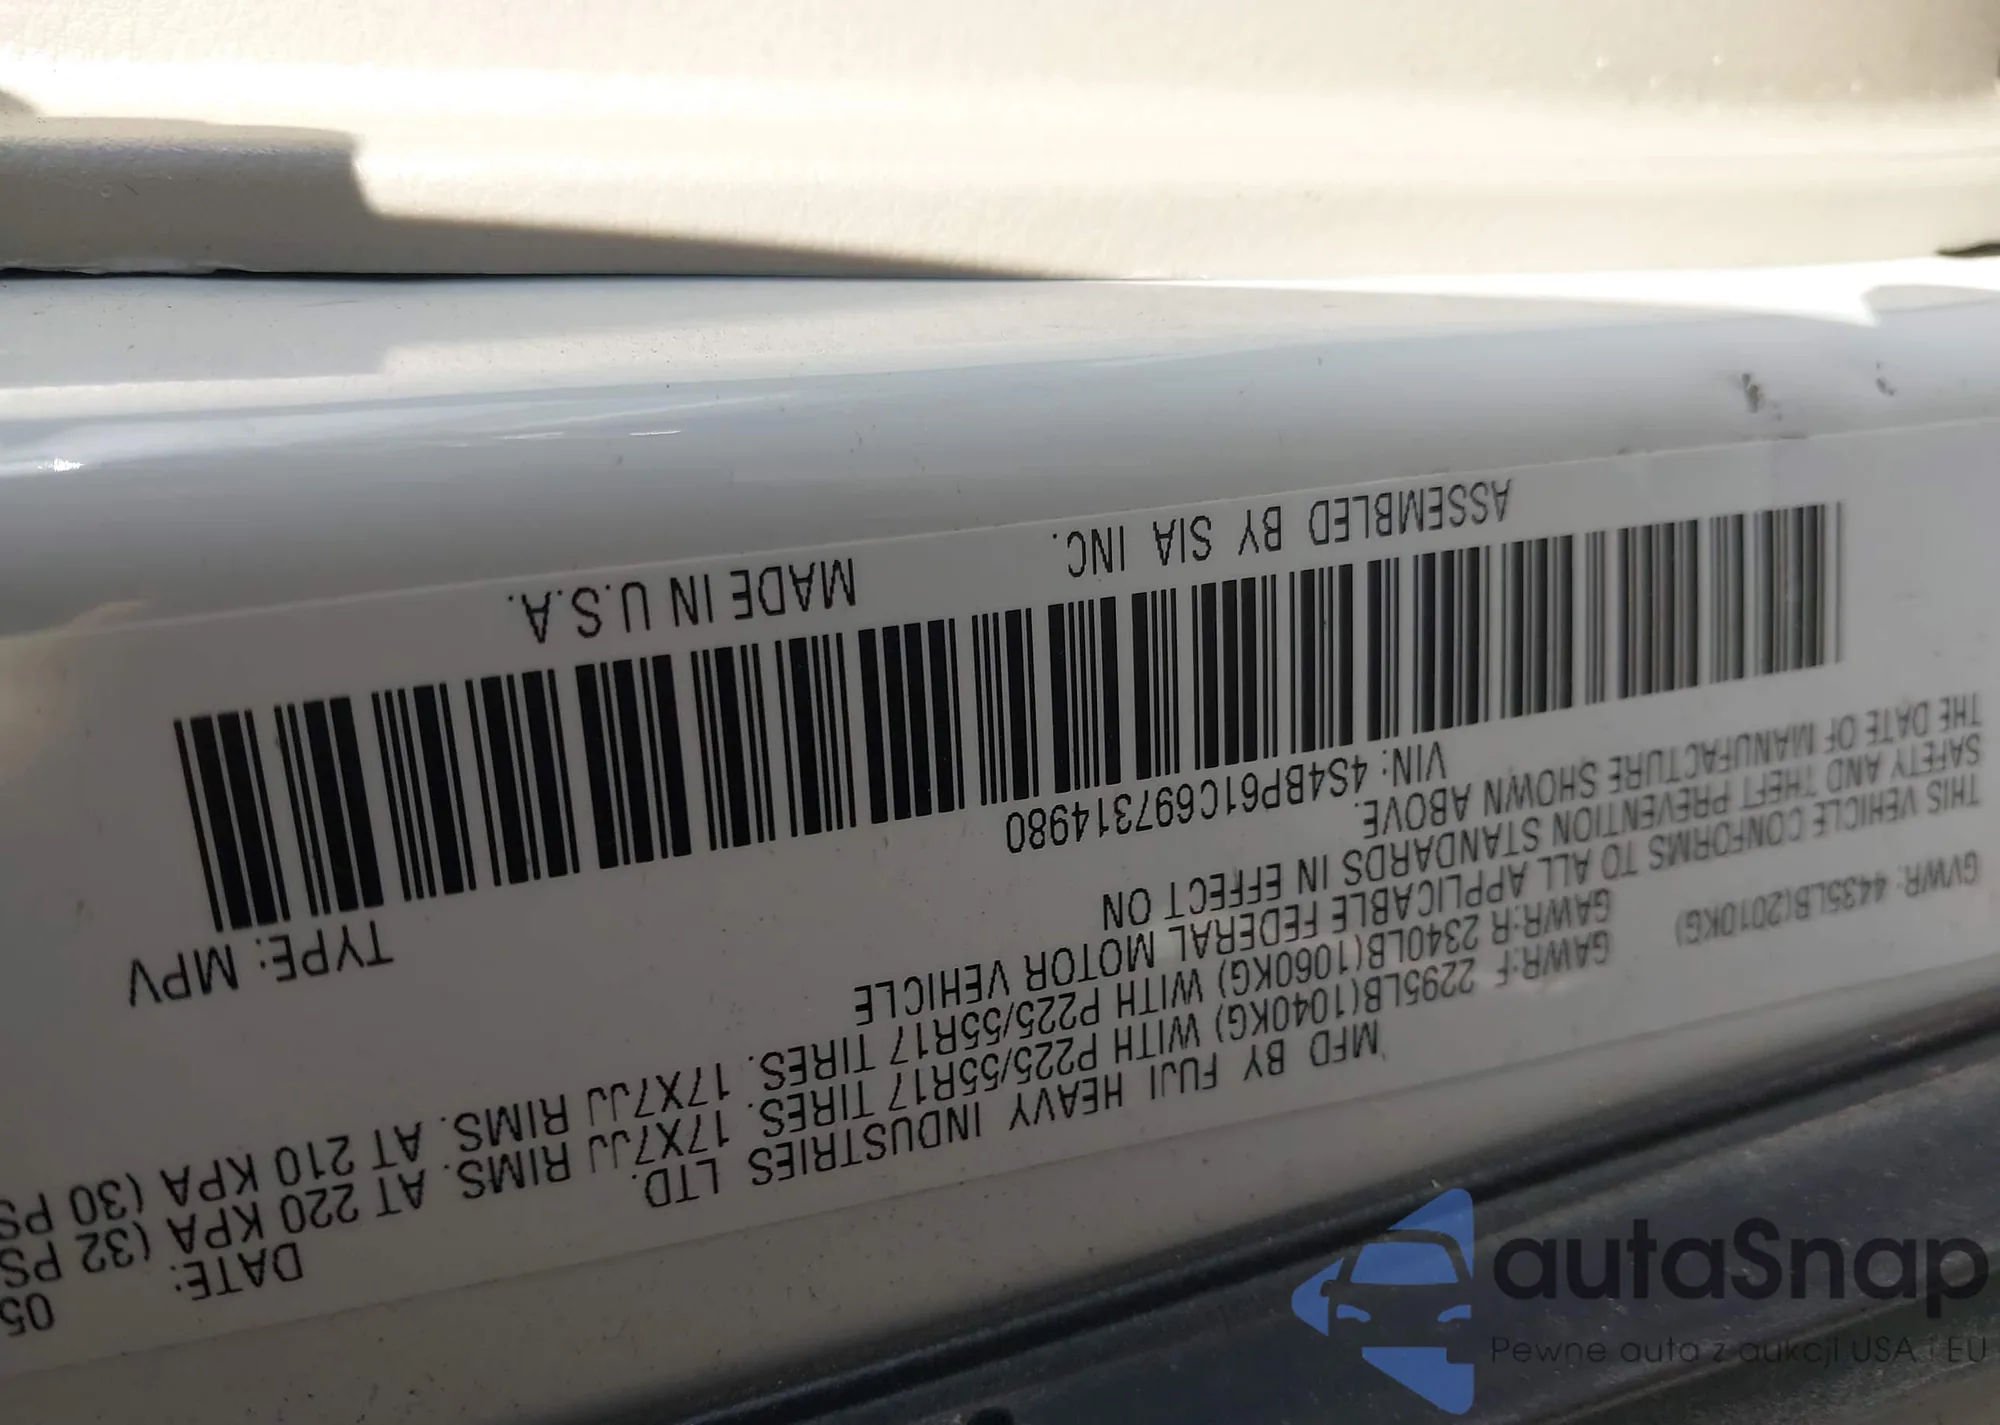 MFD BY FUJI HEAVY INDUSTRIES LTD. DATE: 05
GAWR:F 2295LB(1040KG) WITH P225/55R17 TIRES. 17X7JJ RIMS. AT 220 KPA (32 PS
GVWR: 4435LB(2010KG) GAWR:R 2340LB(1060KG) WITH P225/55R17 TIRES. 17X7JJ RIMS. AT 210 KPA (30 PS
THIS VEHICLE CONFORMS TO ALL APPLICABLE FEDERAL MOTOR VEHICLE
SAFETY AND THEFT PREVENTION STANDARDS IN EFFECT ON
THE DATE OF MANUFACTURE SHOWN ABOVE.
VIN: 4S4BP61C697314980 TYPE: MPV
ASSEMBLED BY SIA INC. MADE IN U.S.A.
autaSnap
Pewne auta z aukcji USA i EU